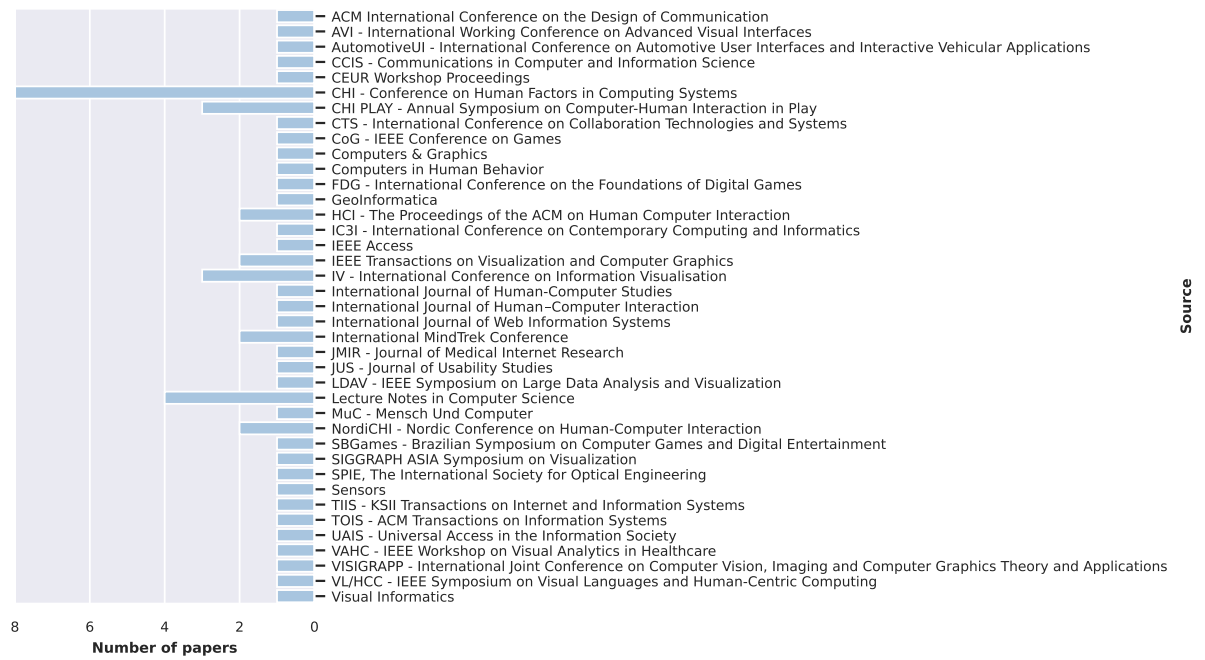 ACM International Conference on the Design of Communication
AVI - International Working Conference on Advanced Visual Interfaces
AutomotiveUI - International Conference on Automotive User Interfaces and Interactive Vehicular Applications
CCIS - Communications in Computer and Information Science
CEUR Workshop Proceedings
CHI - Conference on Human Factors in Computing Systems
CHI PLAY - Annual Symposium on Computer-Human Interaction in Play
CTS - International Conference on Collaboration Technologies and Systems
CoG - IEEE Conference on Games
Computers & Graphics
Computers in Human Behavior
FDG - International Conference on the Foundations of Digital Games
GeoInformatica
HCI - The Proceedings of the ACM on Human Computer Interaction
IC3I - International Conference on Contemporary Computing and Informatics
IEEE Access
IEEE Transactions on Visualization and Computer Graphics
IV - International Conference on Information Visualisation
International Journal of Human-Computer Studies
International Journal of Human–Computer Interaction
International Journal of Web Information Systems
International MindTrek Conference
JMIR - Journal of Medical Internet Research
JUS - Journal of Usability Studies
LDAV - IEEE Symposium on Large Data Analysis and Visualization
Lecture Notes in Computer Science
MuC - Mensch Und Computer
NordiCHI - Nordic Conference on Human-Computer Interaction
SBGames - Brazilian Symposium on Computer Games and Digital Entertainment
SIGGRAPH ASIA Symposium on Visualization
SPIE, The International Society for Optical Engineering
Sensors
TIIS - KSII Transactions on Internet and Information Systems
TOIS - ACM Transactions on Information Systems
UAIS - Universal Access in the Information Society
VAHC - IEEE Workshop on Visual Analytics in Healthcare
VISIGRAPP - International Joint Conference on Computer Vision, Imaging and Computer Graphics Theory and Applications
VL/HCC - IEEE Symposium on Visual Languages and Human-Centric Computing
Visual Informatics
Source
8 6 4 2 0
Number of papers